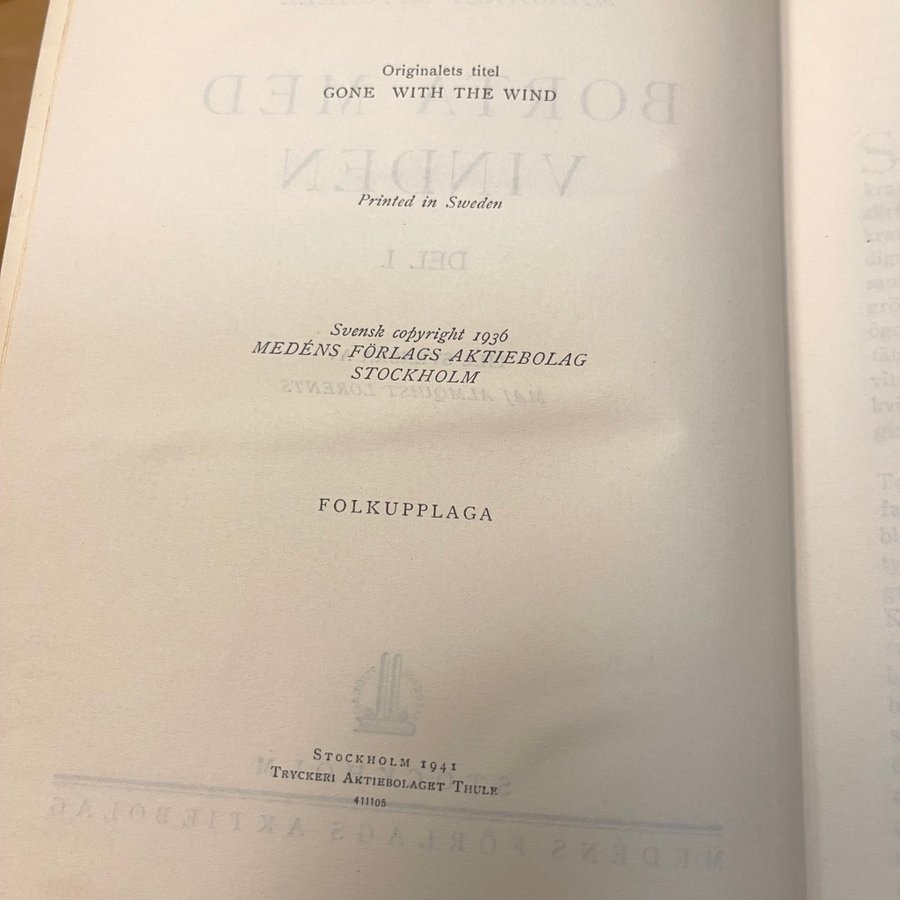 Originalets titel
GONE WITH THE WIND
Printed in Sweden
Svensk copyright 1936
MEDÉNS FÖRLAGS AKTIEBOLAG
STOCKHOLM
FOLKUPPLAGA
STOCKHOLM 1941
TRYCKERI AKTIEBOLAGET THULE
411105